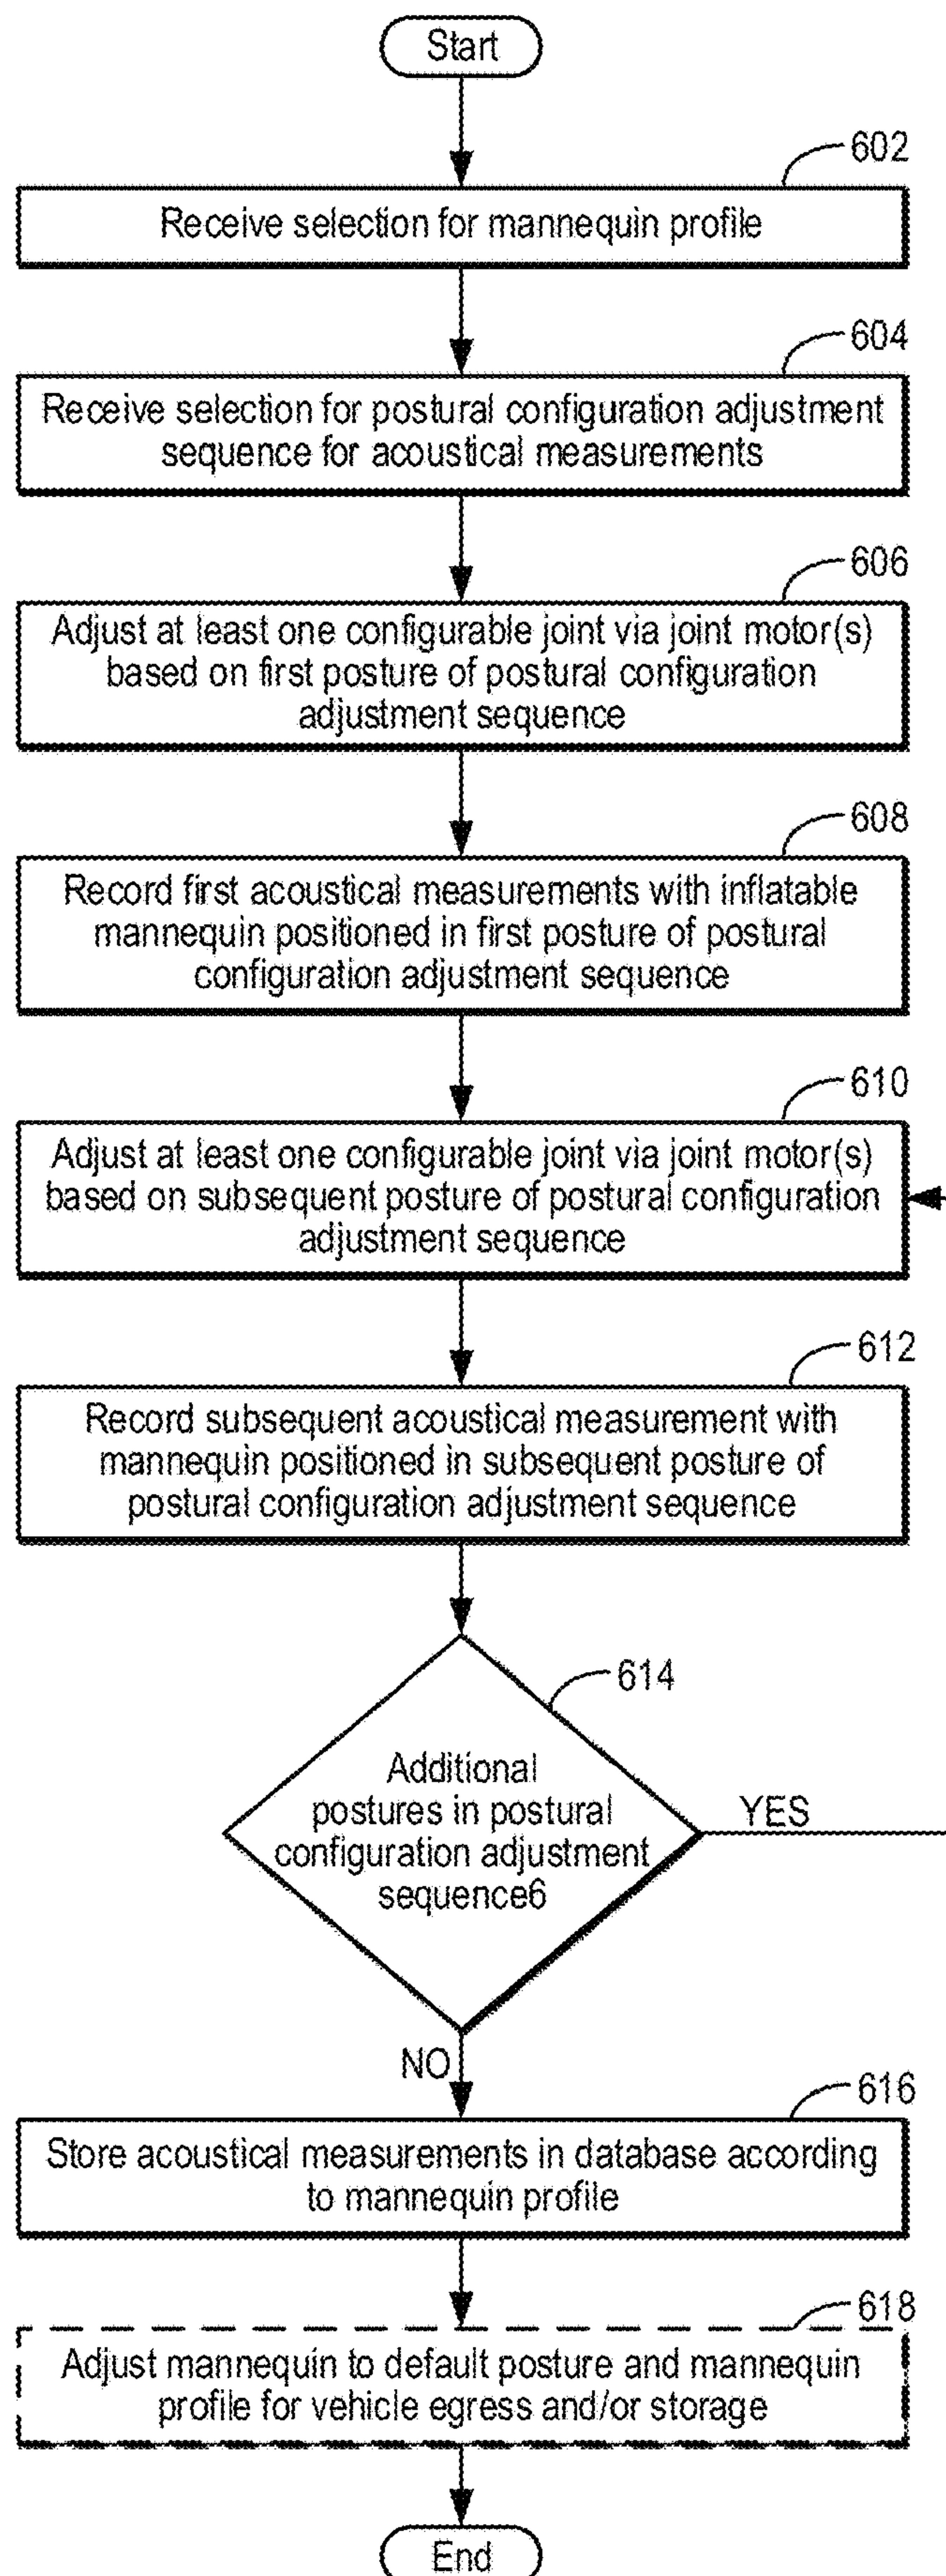 Start
602
Receive selection for mannequin profile
604
Receive selection for postural configuration adjustment
sequence for acoustical measurements
606
Adjust at least one configurable joint via joint motor(s)
based on first posture of postural configuration
adjustment sequence
608
Record first acoustical measurements with inflatable
mannequin positioned in first posture of postural
configuration adjustment sequence
610
Adjust at least one configurable joint via joint motor(s)
based on subsequent posture of postural configuration
adjustment sequence
612
Record subsequent acoustical measurement with
mannequin positioned in subsequent posture of
postural configuration adjustment sequence
614
Additional
postures in postural
configuration adjustment
sequence6
YES
NO
616
Store acoustical measurements in database according
to mannequin profile
618
Adjust mannequin to default posture and mannequin
profile for vehicle egress and/or storage
End